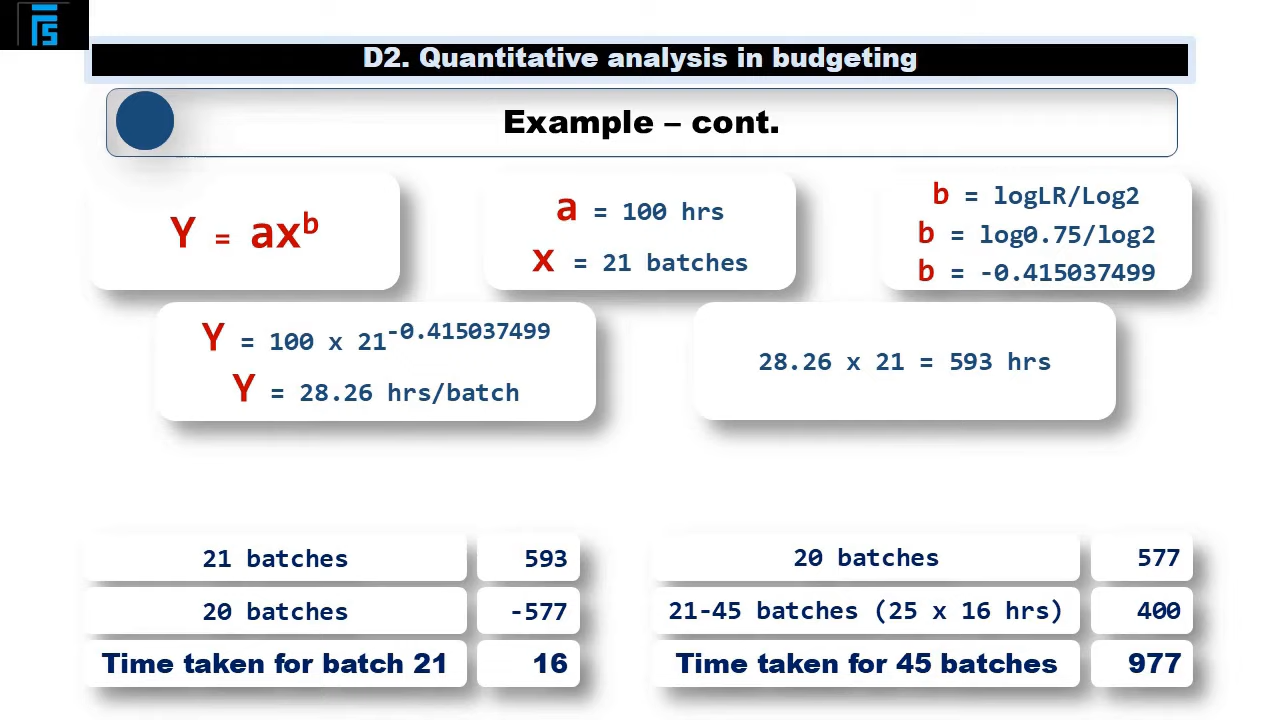 FTS
D2. Quantitative analysis in budgeting
Example – cont.
Y = ax^b
a = 100 hrs
x = 21 batches
b = logLR/Log2
b = log0.75/log2
b = -0.415037499
Y = 100 x 21^-0.415037499
Y = 28.26 hrs/batch
28.26 x 21 = 593 hrs
21 batches 593
20 batches -577
Time taken for batch 21 16
20 batches 577
21-45 batches (25 x 16 hrs) 400
Time taken for 45 batches 977